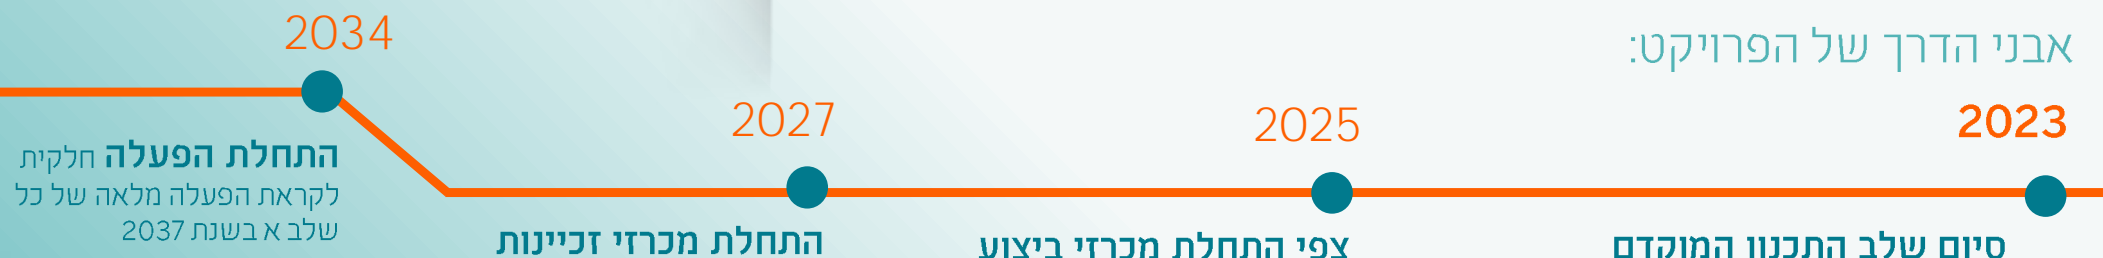 אבני הדרך של הפרויקט:
2023
סיום שלב התכנון המוקדם
2025
צפי התחלת מכרזי ביצוע
2027
התחלת מכרזי זכיינות
2034
התחלת הפעלה חלקית
לקראת הפעלה מלאה של כל
שלב א בשנת 2037